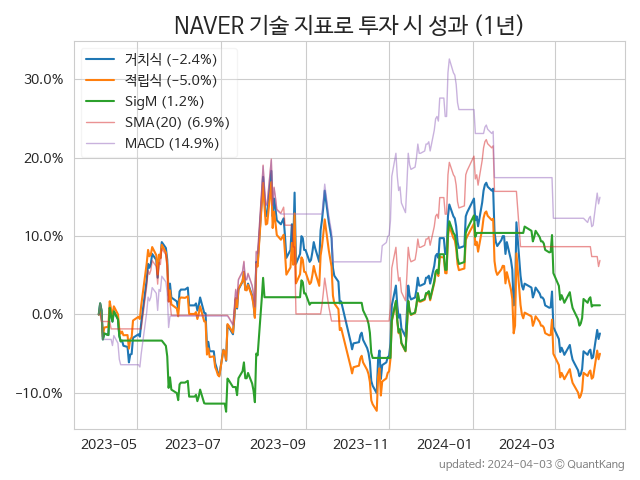 NAVER 기술 지표로 투자 시 성과 (1년)
거치식 (−2.4%)
적립식 (−5.0%)
SigM (1.2%)
SMA(20) (6.9%)
MACD (14.9%)
30.0%
20.0%
10.0%
0.0%
−10.0%
2023-05 2023-07 2023-09 2023-11 2024-01 2024-03
updated: 2024-04-03 © QuantKang